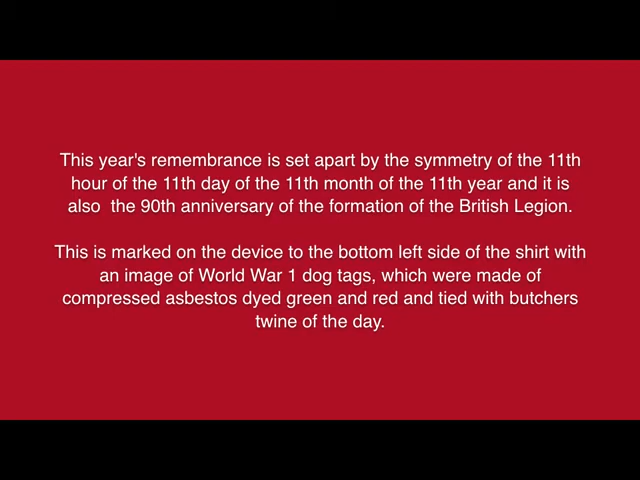 This year's remembrance is set apart by the symmetry of the 11th
hour of the 11th day of the 11th month of the 11th year and it is
also  the 90th anniversary of the formation of the British Legion.
This is marked on the device to the bottom left side of the shirt with
an image of World War 1 dog tags, which were made of
compressed asbestos dyed green and red and tied with butchers
twine of the day.